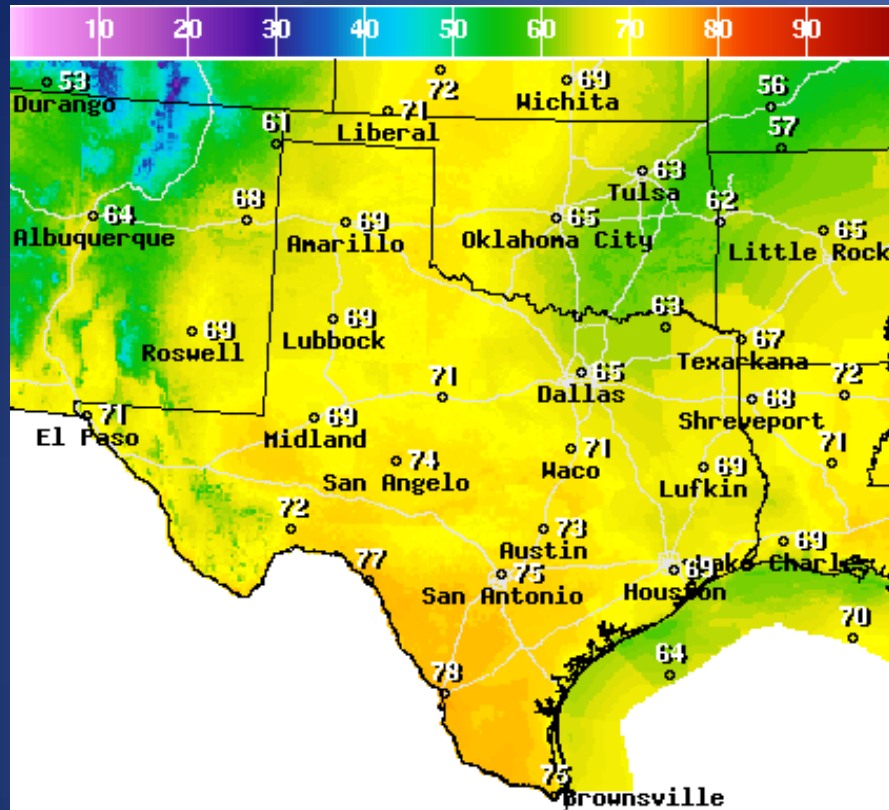 10 20 30 40 50 60 70 80 90
53
Durango
72
69
Wichita
56
71
Liberal
57
61
63
Tulsa
64
Albuquerque
68
69
Amarillo
65
Oklahoma City
62
65
Little Rock
69
Roswell
69
Lubbock
63
67
Texarkana
65
Dallas
71
72
68
Shreveport
71
El Paso
69
Midland
74
San Angelo
71
Waco
69
Lufkin
71
72
73
Austin
69
Charles
77
75
San Antonio
69
Houston
70
64
78
75
Brownsville